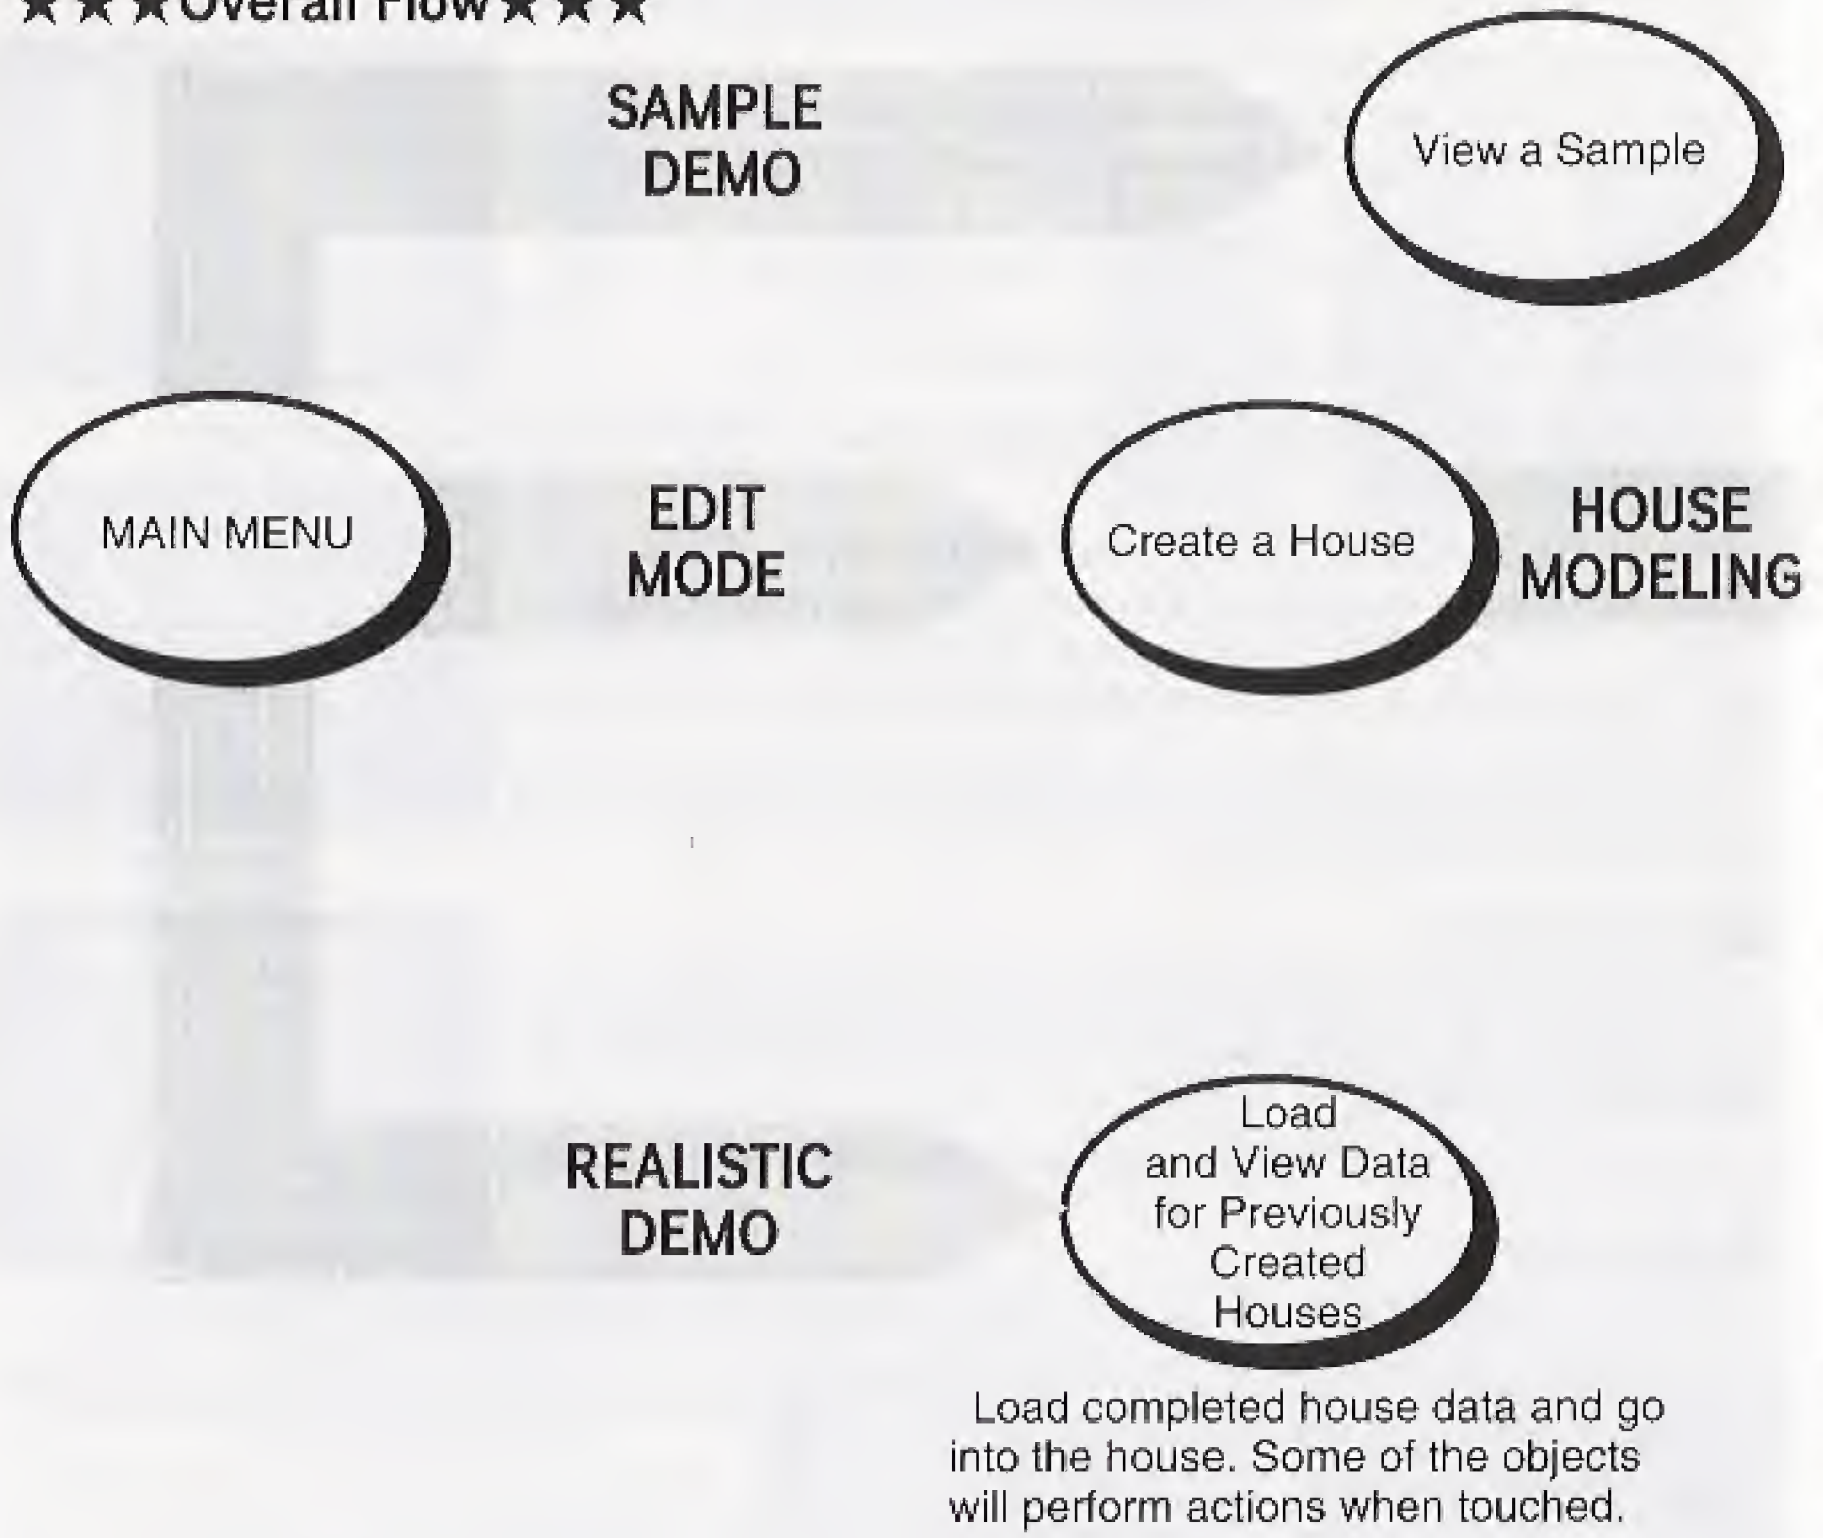 ★★★Overall Flow★★★
SAMPLE
DEMO
View a Sample
MAIN MENU
EDIT
MODE
Create a House
HOUSE
MODELING
REALISTIC
DEMO
Load
and View Data
for Previously
Created
Houses
Load completed house data and go
into the house. Some of the objects
will perform actions when touched.